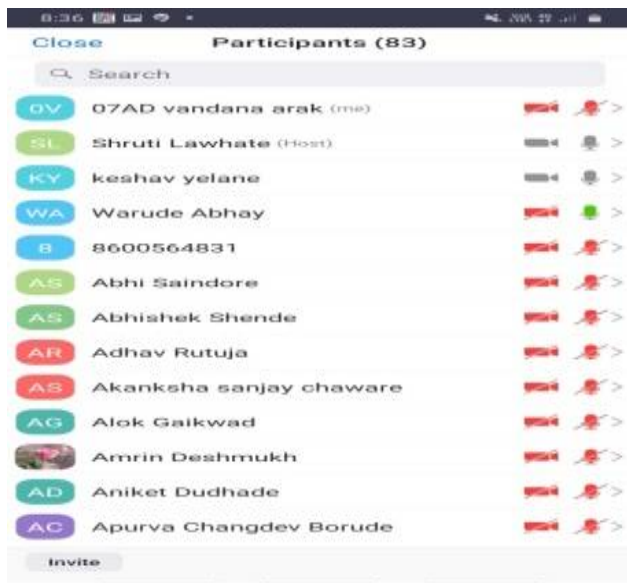 8:36
Close Participants (83)
Search
0V 07AD vandana arak (me)
SL Shruti Lawhate (Host)
KY keshav yelane
WA Warude Abhay
8 8600564831
AS Abhi Saindore
AS Abhishek Shende
AR Adhav Rutuja
AS Akanksha sanjay chaware
AG Alok Gaikwad
Amrin Deshmukh
AD Aniket Dudhade
AC Apurva Changdev Borude
Invite